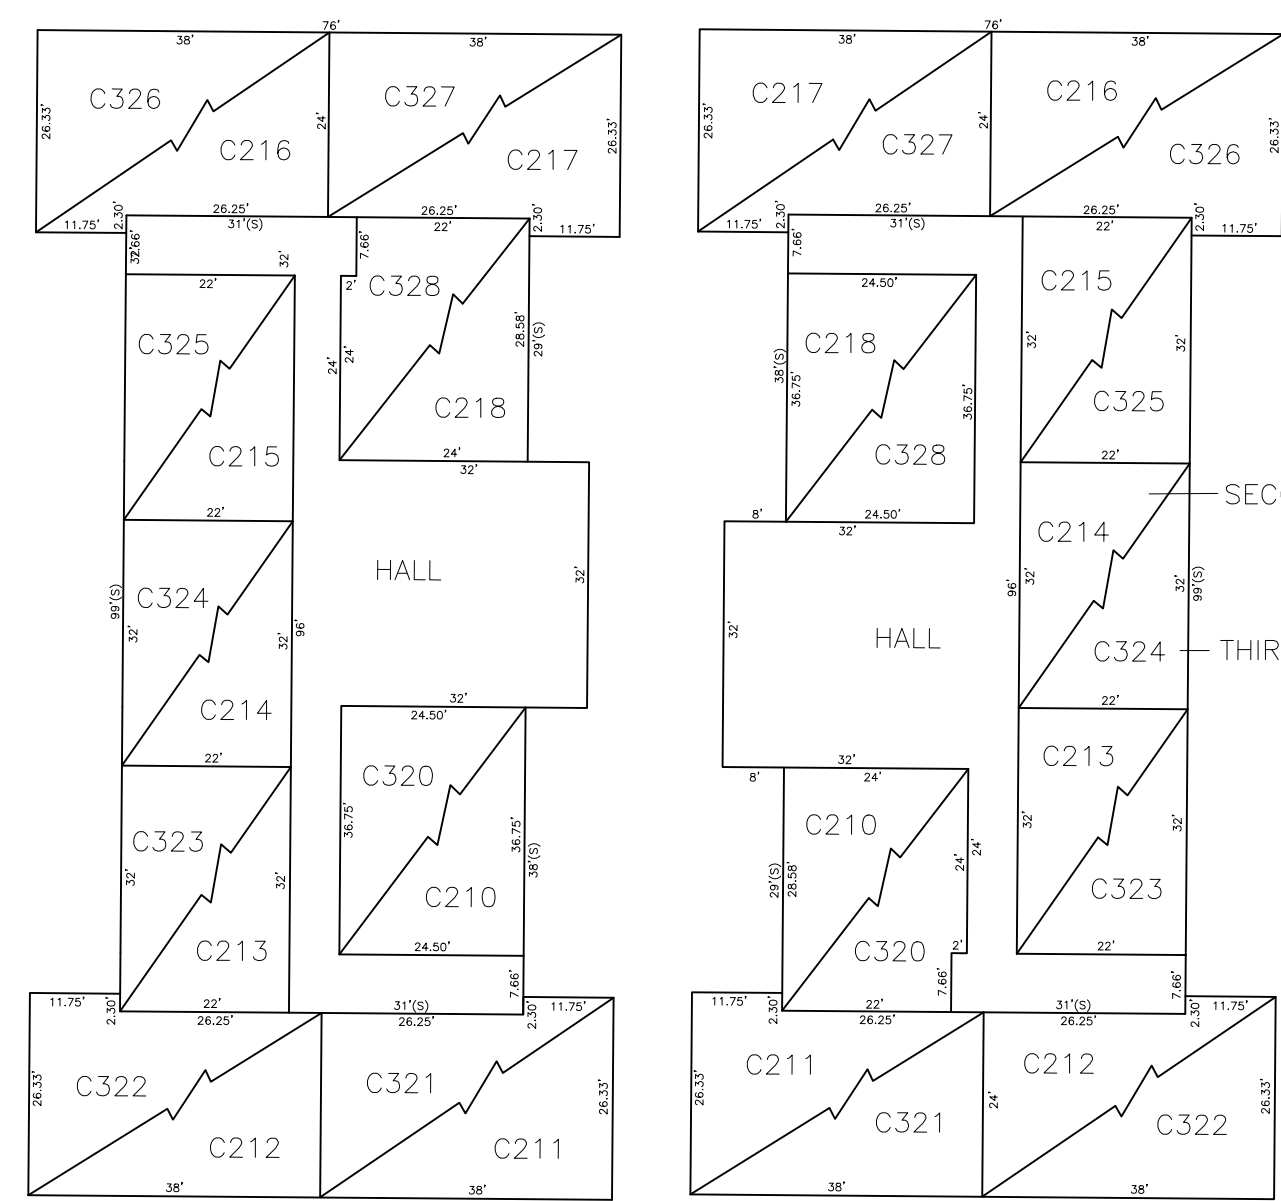 76'
38'
38'
C326
C327
26.33'
24'
26.33'
C216
C217
26.25'
26.25'
11.75'
2.30'
31'(S)
22'
2.30'
11.75'
7.66'
32'
32'
7.66'
22'
2'
C328
C325
24'
24'
28.58'
29'(S)
C218
C215
24'
32'
22'
HALL
32'
C324
99'(S)
32'
32'
96'
C214
22'
32'
24.50'
C320
C323
36.75'
36.75'
38'(S)
32'
32'
C210
C213
24.50'
7.66'
11.75'
2.30'
22'
31'(S)
11.75'
26.25'
26.25'
2.30'
C322
C321
26.33'
26.33'
C212
C211
38'
38'
76'
38'
38'
C217
C216
26.33'
24'
26.33'
C327
C326
26.25'
26.25'
11.75'
2.30'
31'(S)
22'
2.30'
11.75'
7.66'
24.50'
C215
C218
38'(S)
36.75'
36.75'
32'
32'
C325
C328
22'
8'
24.50'
32'
SEC
C214
32'
HALL
96'
32'
32'
99'(S)
C324
THIR
22'
32'
8'
24'
C213
C210
29'(S)
28.58'
24'
24'
32'
32'
C323
C320
2'
22'
7.66'
7.66'
11.75'
2.30'
22'
31'(S)
11.75'
26.25'
26.25'
2.30'
C211
C212
26.33'
24'
26.33'
C321
C322
38'
38'